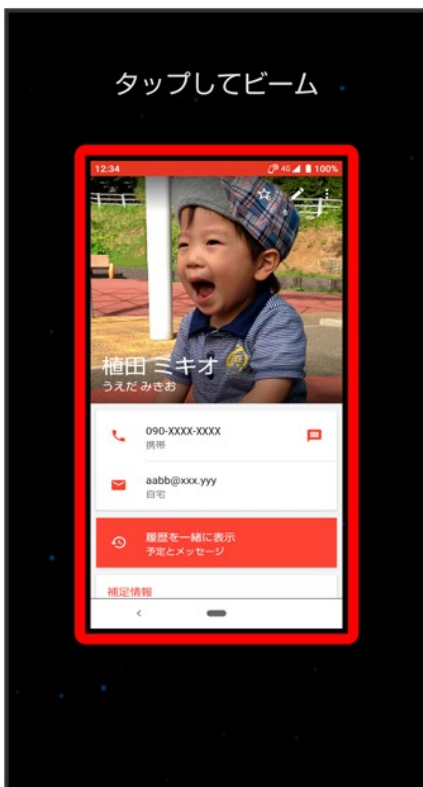 タップしてビーム
12:34 4G 100%
植田 ミキオ
うえだ みきお
090-XXXX-XXXX
携帯
aabb@xxx.yyy
自宅
履歴を一緒に表示
予定とメッセージ
補足情報